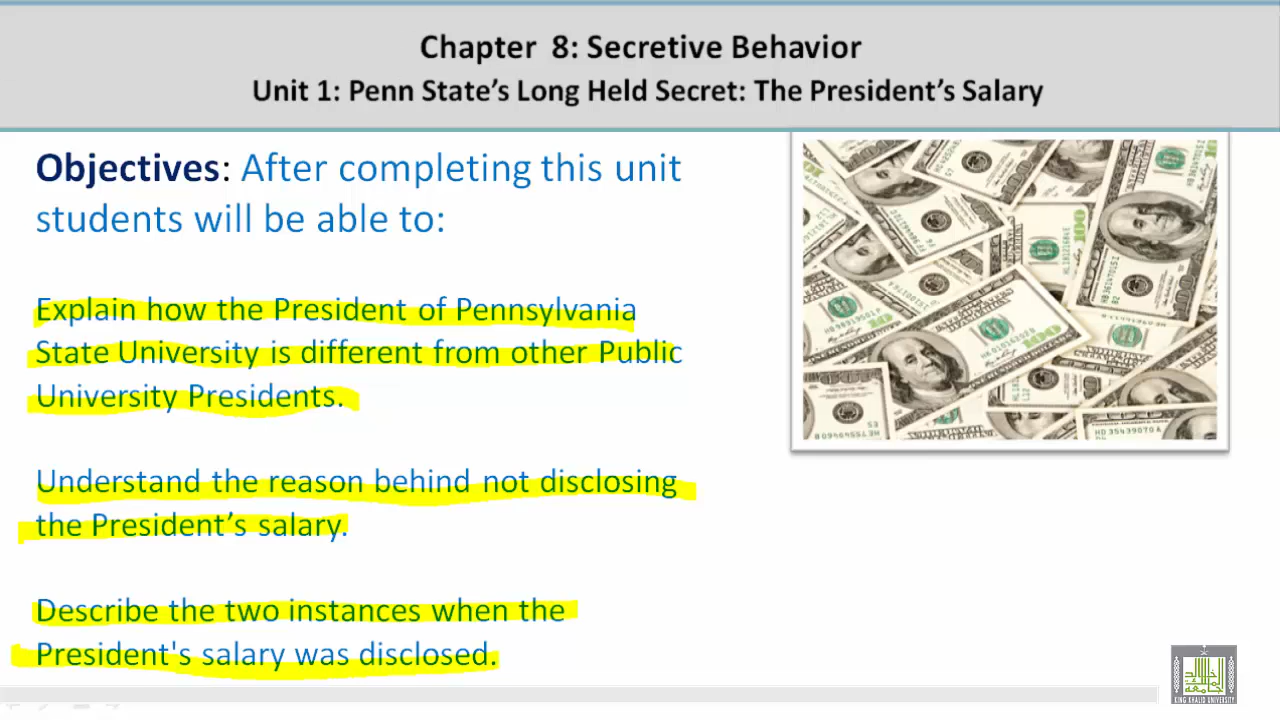 Chapter 8: Secretive Behavior
Unit 1: Penn State’s Long Held Secret: The President’s Salary
Objectives: After completing this unit
students will be able to:
Explain how the President of Pennsylvania
State University is different from other Public
University Presidents.
Understand the reason behind not disclosing
the President’s salary.
Describe the two instances when the
President's salary was disclosed.
KING KHALID UNIVERSITY